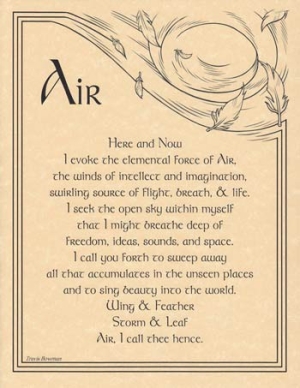 Air
Here and Now
I evoke the elemental force of Air,
the winds of intellect and imagination,
swirling source of flight, breath, & life.
I seek the open sky within myself
that I might breathe deep of
freedom, ideas, sounds, and space.
I call you forth to sweep away
all that accumulates in the unseen places
and to sing beauty into the world.
Wing & Feather
Storm & Leaf
Air, I call thee hence.
Travis Bowman